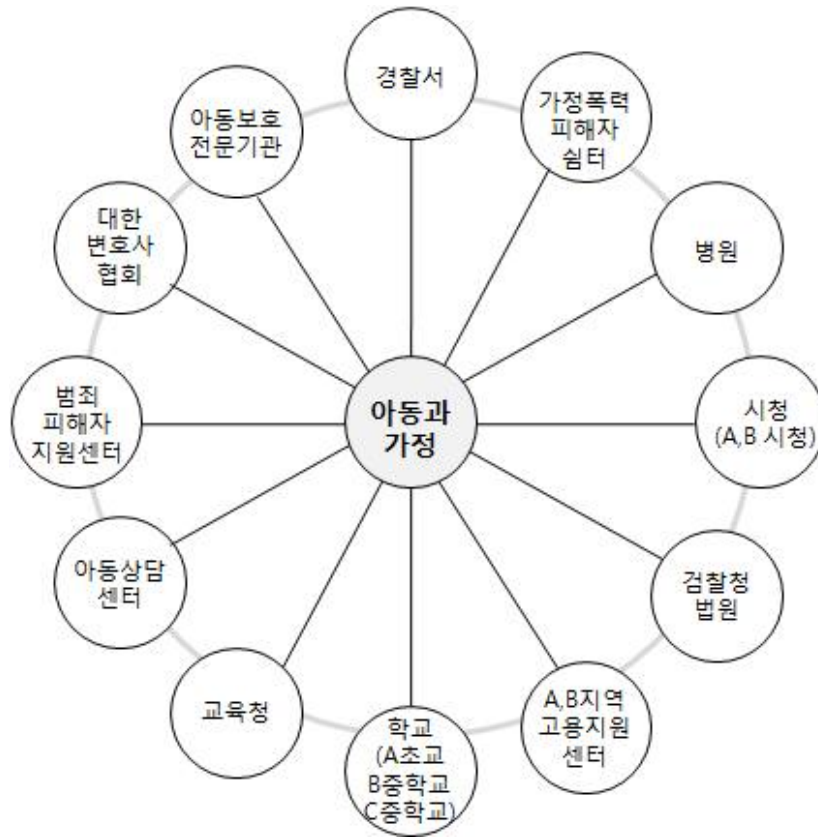 경찰서
가정폭력
피해자
쉼터
병원
시청
(A,B 시청)
검찰청
법원
A,B지역
고용지원
센터
학교
(A초교
B중학교
C중학교)
교육청
아동상담
센터
범죄
피해자
지원센터
대한
변호사
협회
아동보호
전문기관
아동과
가정